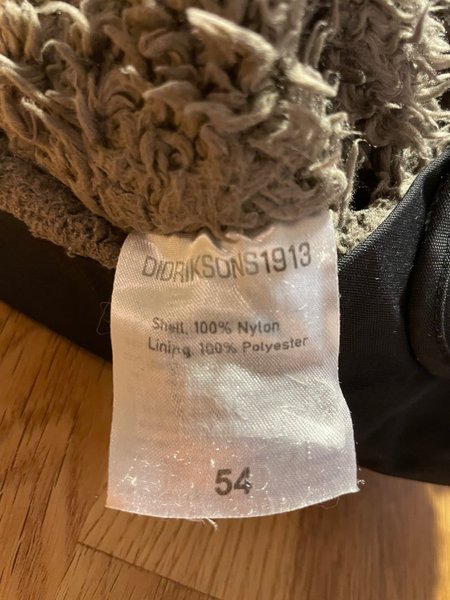 DIDRIKSONS1913
Shell, 100% Nylon
Lining, 100% Polyester
54